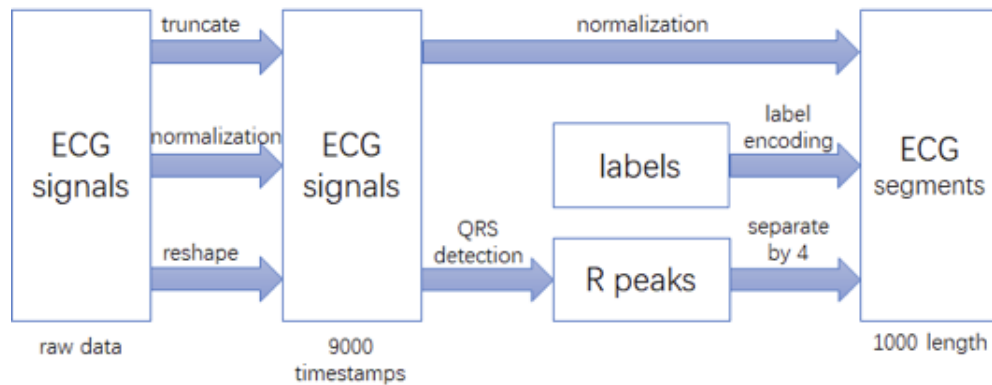 truncate
normalization
ECG
signals
normalization
reshape
raw data
ECG
signals
9000
timestamps
labels
label
encoding
QRS
detection
R peaks
separate
by 4
ECG
segments
1000 length